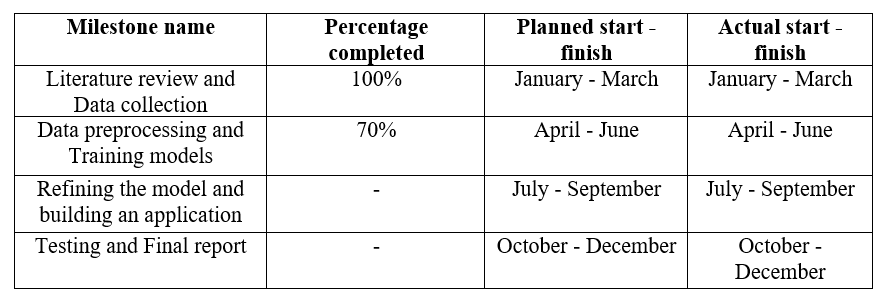 Milestone name
Percentage
completed
Planned start -
finish
Actual start -
finish
Literature review and
Data collection
100%
January - March
January - March
Data preprocessing and
Training models
70%
April - June
April - June
Refining the model and
building an application
-
July - September
July - September
Testing and Final report
-
October - December
October -
December